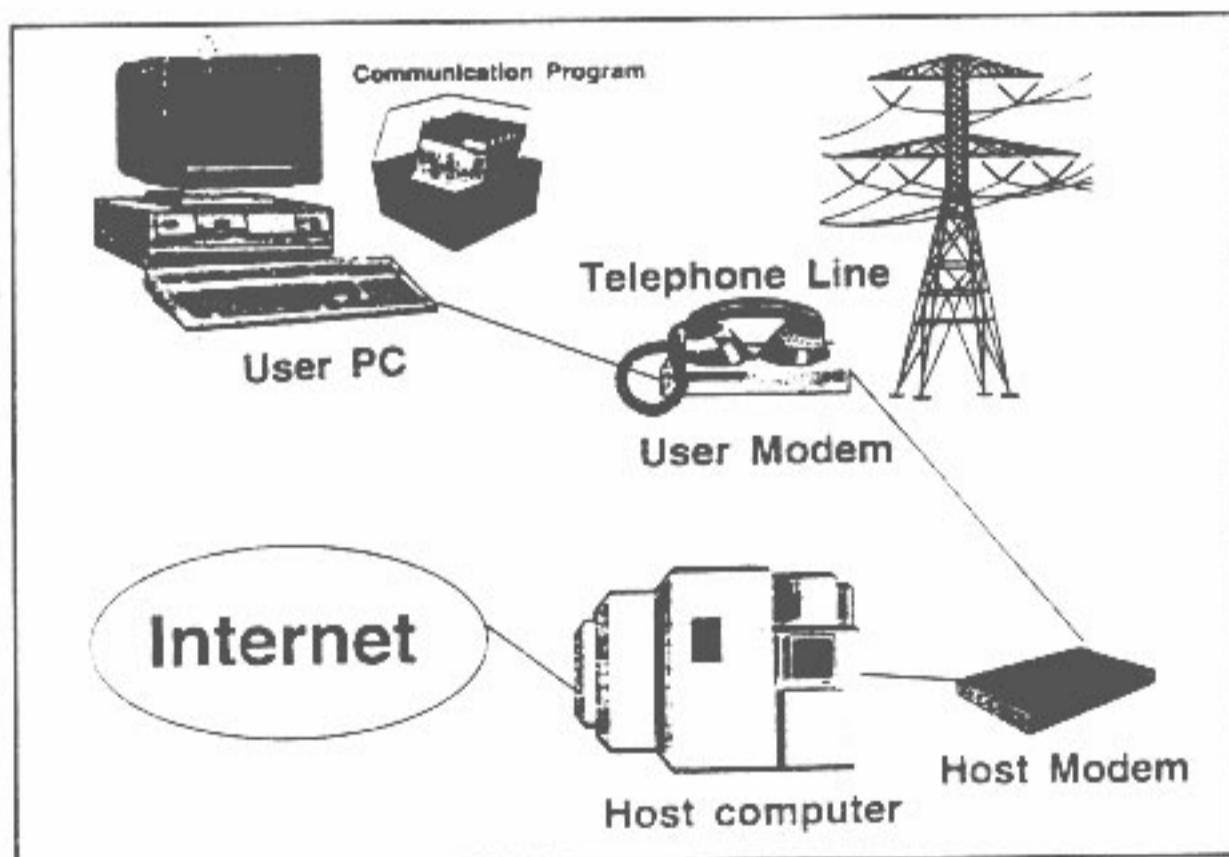 Communication Program
Telephone Line
User PC
User Modem
Internet
Host Modem
Host computer